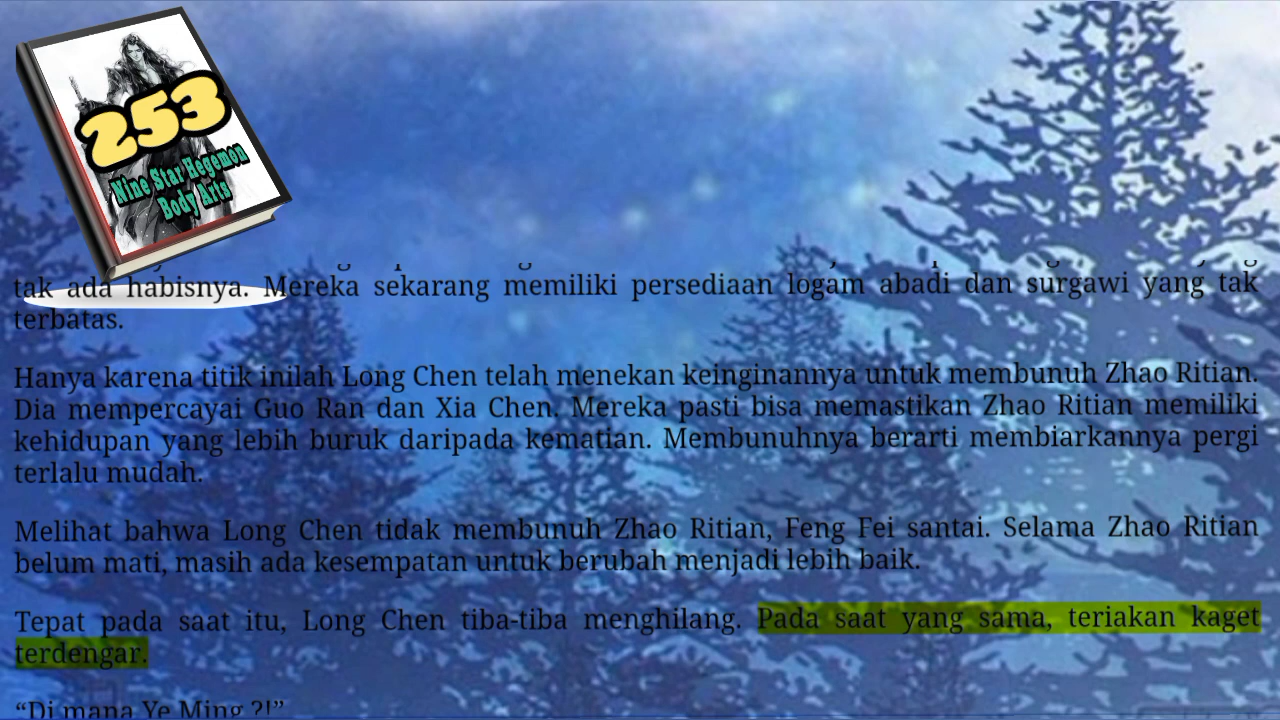 253
Nine Star Hegemon
Body Arts
tak ada habisnya. Mereka sekarang memiliki persediaan logam abadi dan surgawi yang tak
terbatas.
Hanya karena titik inilah Long Chen telah menekan keinginannya untuk membunuh Zhao Ritian.
Dia mempercayai Guo Ran dan Xia Chen. Mereka pasti bisa memastikan Zhao Ritian memiliki
kehidupan yang lebih buruk daripada kematian. Membunuhnya berarti membiarkannya pergi
terlalu mudah.
Melihat bahwa Long Chen tidak membunuh Zhao Ritian, Feng Fei santai. Selama Zhao Ritian
belum mati, masih ada kesempatan untuk berubah menjadi lebih baik.
Tepat pada saat itu, Long Chen tiba-tiba menghilang. Pada saat yang sama, teriakan kaget
terdengar.
“Di mana Ye Ming ?!”